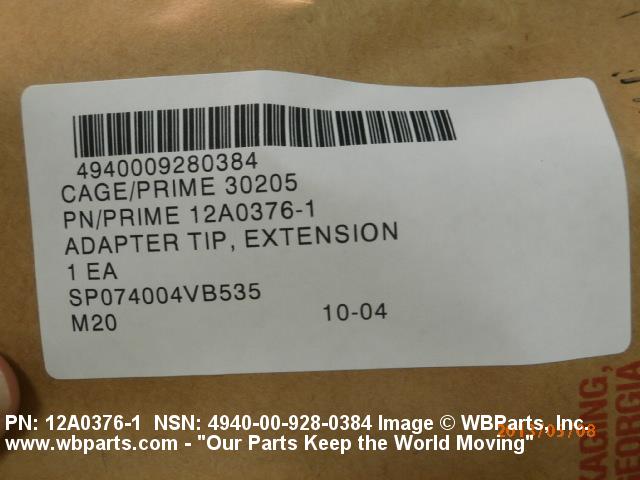 4940009280384
CAGE/PRIME 30205
PN/PRIME 12A0376-1
ADAPTER TIP, EXTENSION
1 EA
SP074004VB535
M20 10-04
GEORGIA
PN: 12A0376-1 NSN: 4940-00-928-0384 Image © WBParts, Inc.
www.wbparts.com - "Our Parts Keep the World Moving"